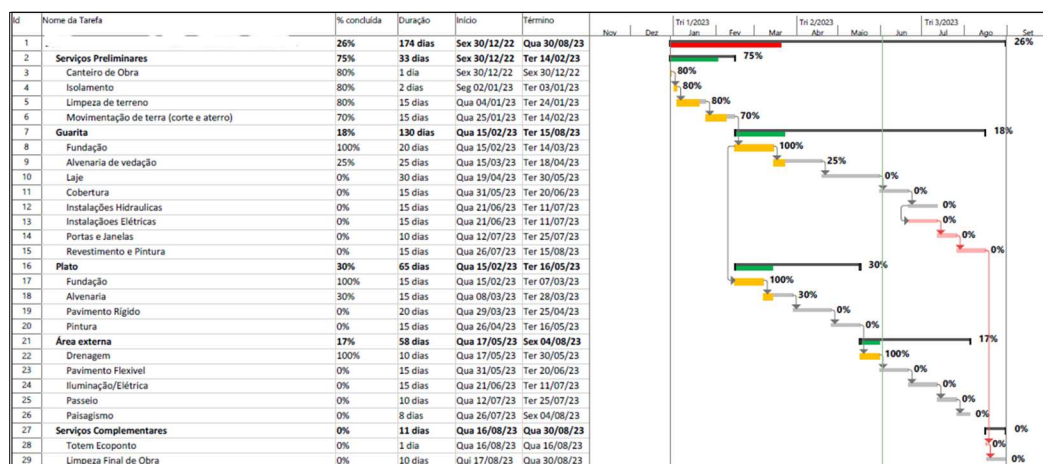 Id Nome da Tarefa % concluída Duração Início Término Tri 1/2023 Tri 2/2023 Tri 3/2023
Nov Dez Jan Fev Mar Abr Maio Jun Jul Ago Set
1 26% 174 dias Sex 30/12/22 Qua 30/08/23 26%
2 Serviços Preliminares 75% 33 dias Sex 30/12/22 Ter 14/02/23 75%
3 Canteiro de Obra 80% 1 dia Sex 30/12/22 Sex 30/12/22 80%
4 Isolamento 80% 2 dias Seg 02/01/23 Ter 03/01/23 80%
5 Limpeza de terreno 80% 15 dias Qua 04/01/23 Ter 24/01/23 80%
6 Movimentação de terra (corte e aterro) 70% 15 dias Qua 25/01/23 Ter 14/02/23 70%
7 Guarita 18% 130 dias Qua 15/02/23 Ter 15/08/23 18%
8 Fundação 100% 20 dias Qua 15/02/23 Ter 14/03/23 100%
9 Alvenaria de vedação 25% 25 dias Qua 15/03/23 Ter 18/04/23 25%
10 Laje 0% 30 dias Qua 19/04/23 Ter 30/05/23 0%
11 Cobertura 0% 15 dias Qua 31/05/23 Ter 20/06/23 0%
12 Instalações Hidraulicas 0% 15 dias Qua 21/06/23 Ter 11/07/23 0%
13 Instalaçãoes Elétricas 0% 15 dias Qua 21/06/23 Ter 11/07/23 0%
14 Portas e Janelas 0% 10 dias Qua 12/07/23 Ter 25/07/23 0%
15 Revestimento e Pintura 0% 15 dias Qua 26/07/23 Ter 15/08/23 0%
16 Plato 30% 65 dias Qua 15/02/23 Ter 16/05/23 30%
17 Fundação 100% 15 dias Qua 15/02/23 Ter 07/03/23 100%
18 Alvenaria 30% 15 dias Qua 08/03/23 Ter 28/03/23 30%
19 Pavimento Rígido 0% 20 dias Qua 29/03/23 Ter 25/04/23 0%
20 Pintura 0% 15 dias Qua 26/04/23 Ter 16/05/23 0%
21 Área externa 17% 58 dias Qua 17/05/23 Sex 04/08/23 17%
22 Drenagem 100% 10 dias Qua 17/05/23 Ter 30/05/23 100%
23 Pavimento Flexivel 0% 15 dias Qua 31/05/23 Ter 20/06/23 0%
24 Iluminação/Elétrica 0% 15 dias Qua 21/06/23 Ter 11/07/23 0%
25 Passeio 0% 10 dias Qua 12/07/23 Ter 25/07/23 0%
26 Paisagismo 0% 8 dias Qua 26/07/23 Sex 04/08/23 0%
27 Serviços Complementares 0% 11 dias Qua 16/08/23 Qua 30/08/23 0%
28 Totem Ecoponto 0% 1 dia Qua 16/08/23 Qua 16/08/23 0%
29 Limpeza Final de Obra 0% 10 dias Qui 17/08/23 Qua 30/08/23 0%